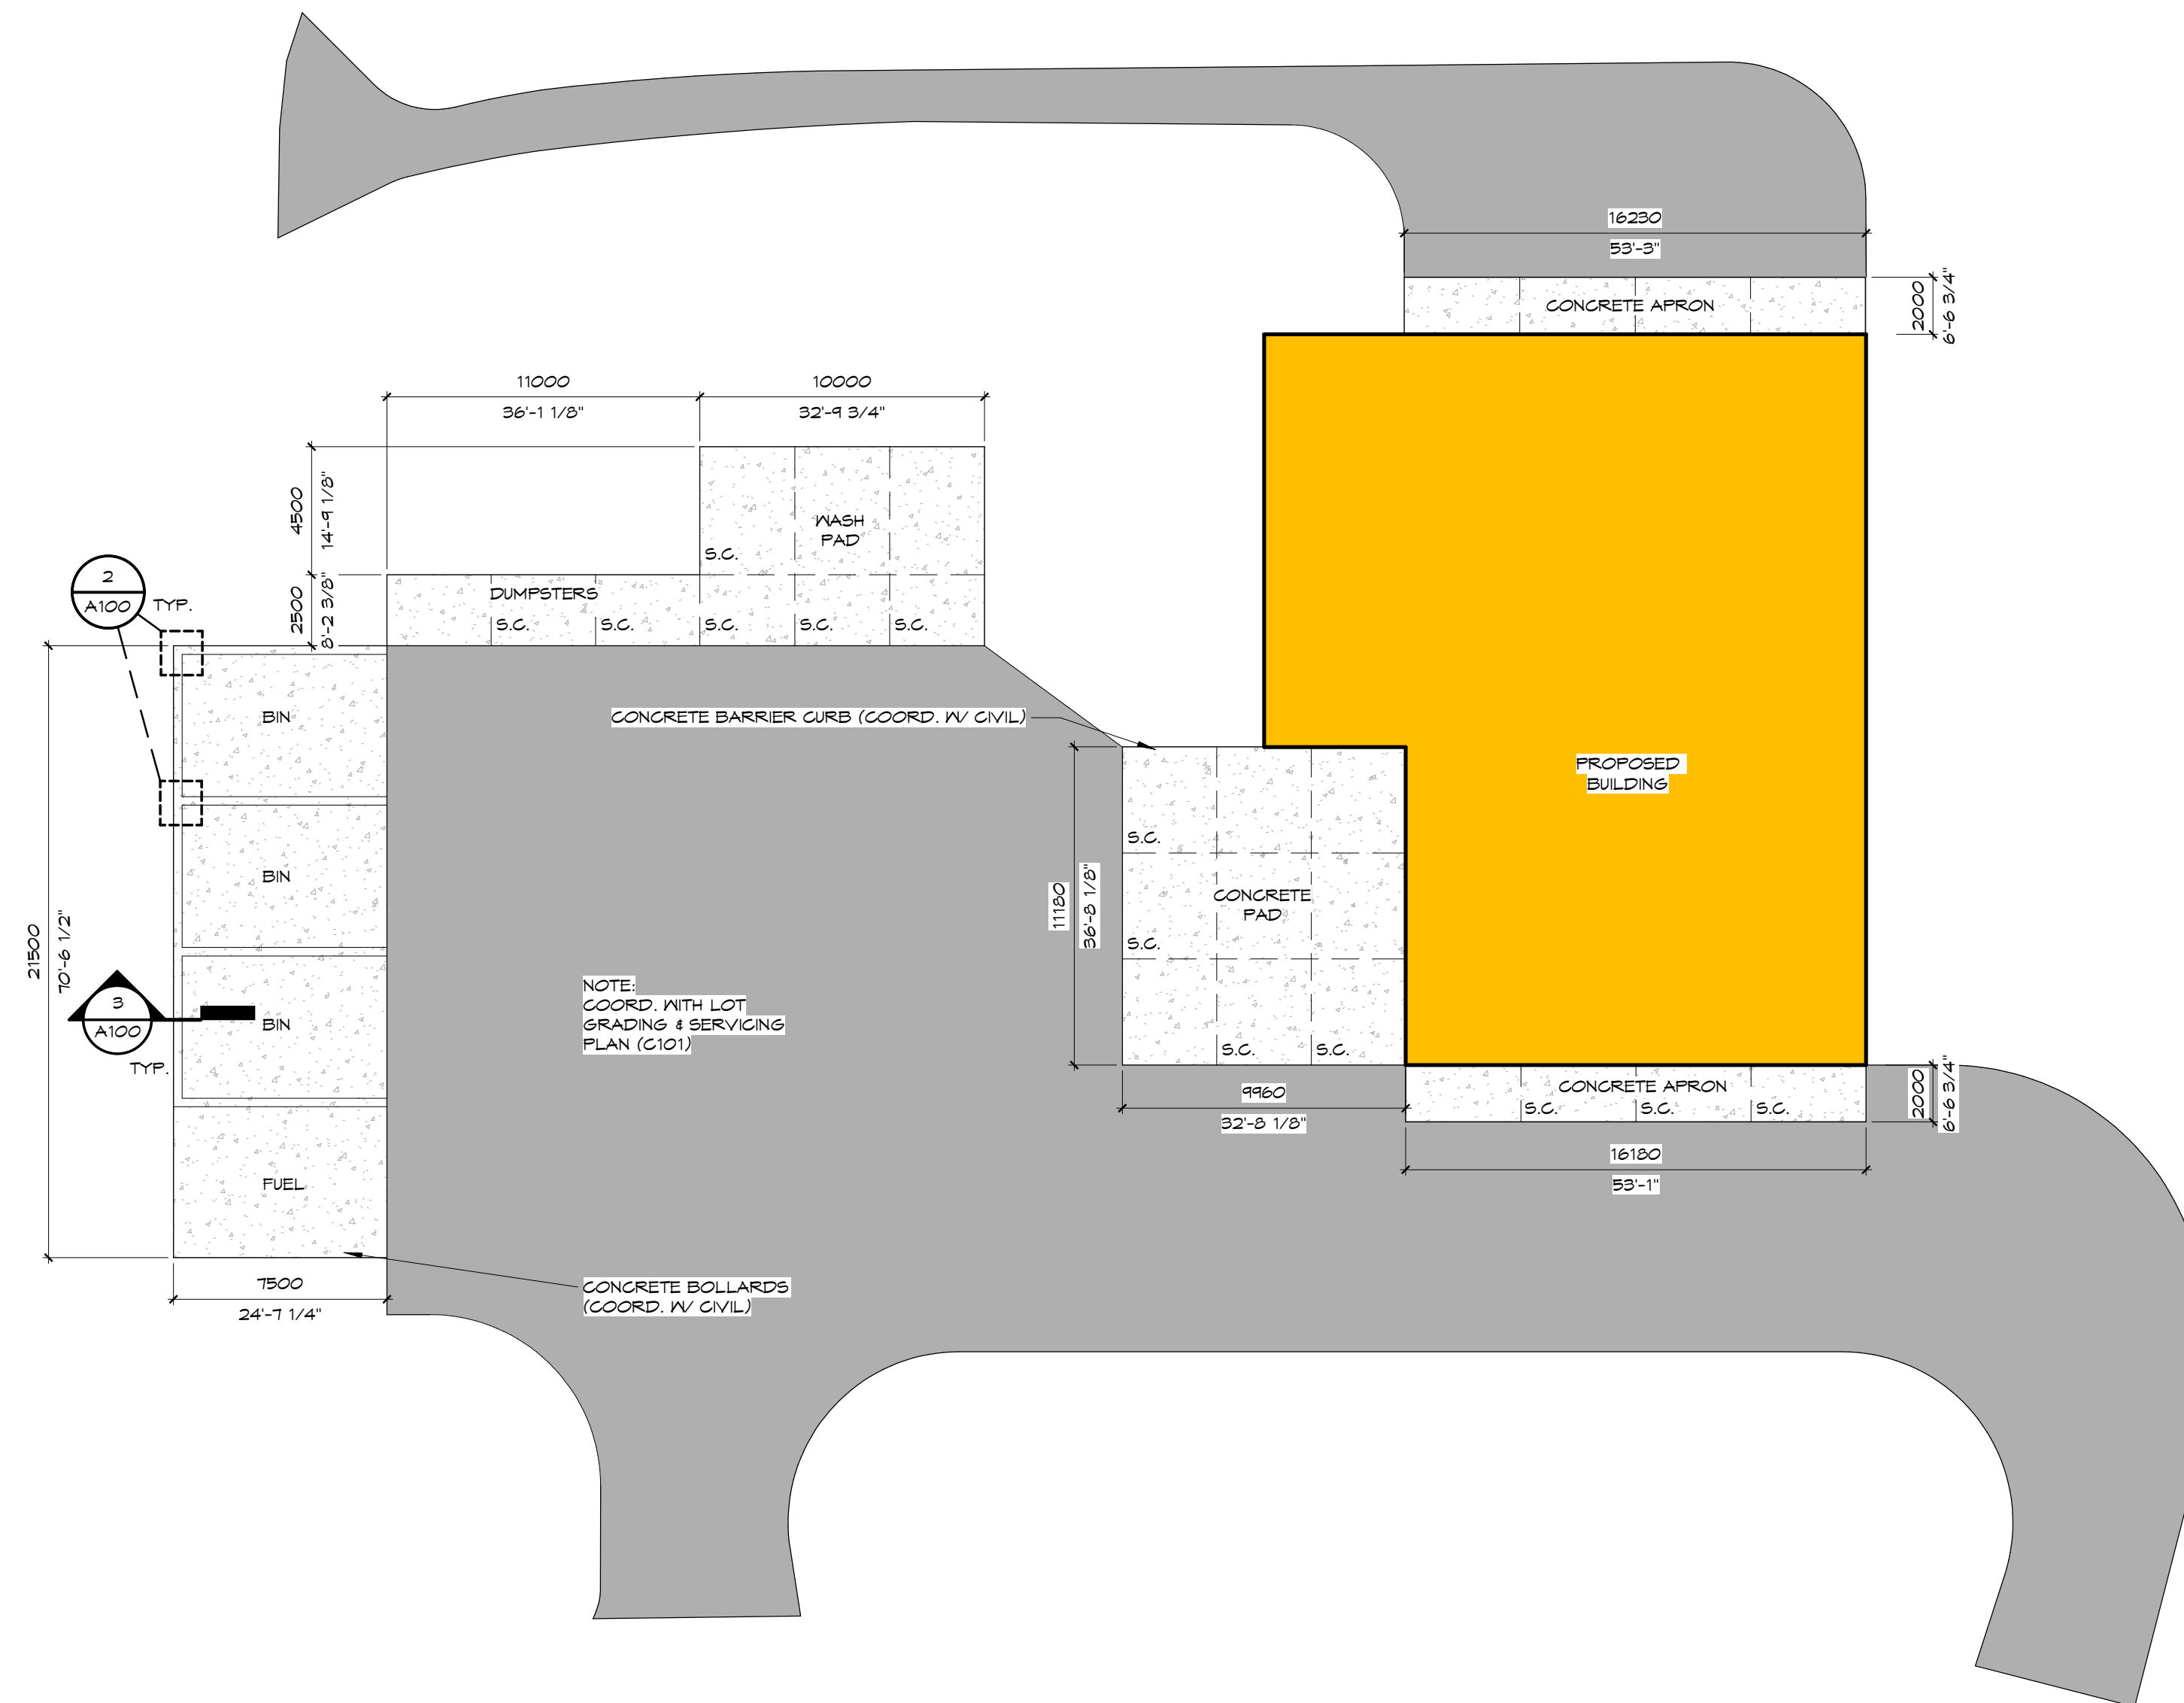 16230
53'-3"
CONCRETE APRON
2000
6'-6 3/4"
11000
10000
36'-1 1/8"
32'-9 3/4"
4500
14'-9 1/8"
WASH
PAD
S.C.
2500
8'-2 3/8"
DUMPSTERS
S.C.
S.C.
S.C.
S.C.
S.C.
2
A100
TYP.
BIN
CONCRETE BARRIER CURB (COORD. W/ CIVIL)
PROPOSED
BUILDING
BIN
S.C.
11180
36'-8 1/8"
CONCRETE
PAD
S.C.
S.C.
S.C.
21500
70'-6 1/2"
3
A100
TYP.
BIN
NOTE:
COORD. WITH LOT
GRADING & SERVICING
PLAN (C101)
9960
32'-8 1/8"
CONCRETE APRON
S.C.
S.C.
S.C.
2000
6'-6 3/4"
16180
53'-1"
FUEL
7500
24'-7 1/4"
CONCRETE BOLLARDS
(COORD. W/ CIVIL)